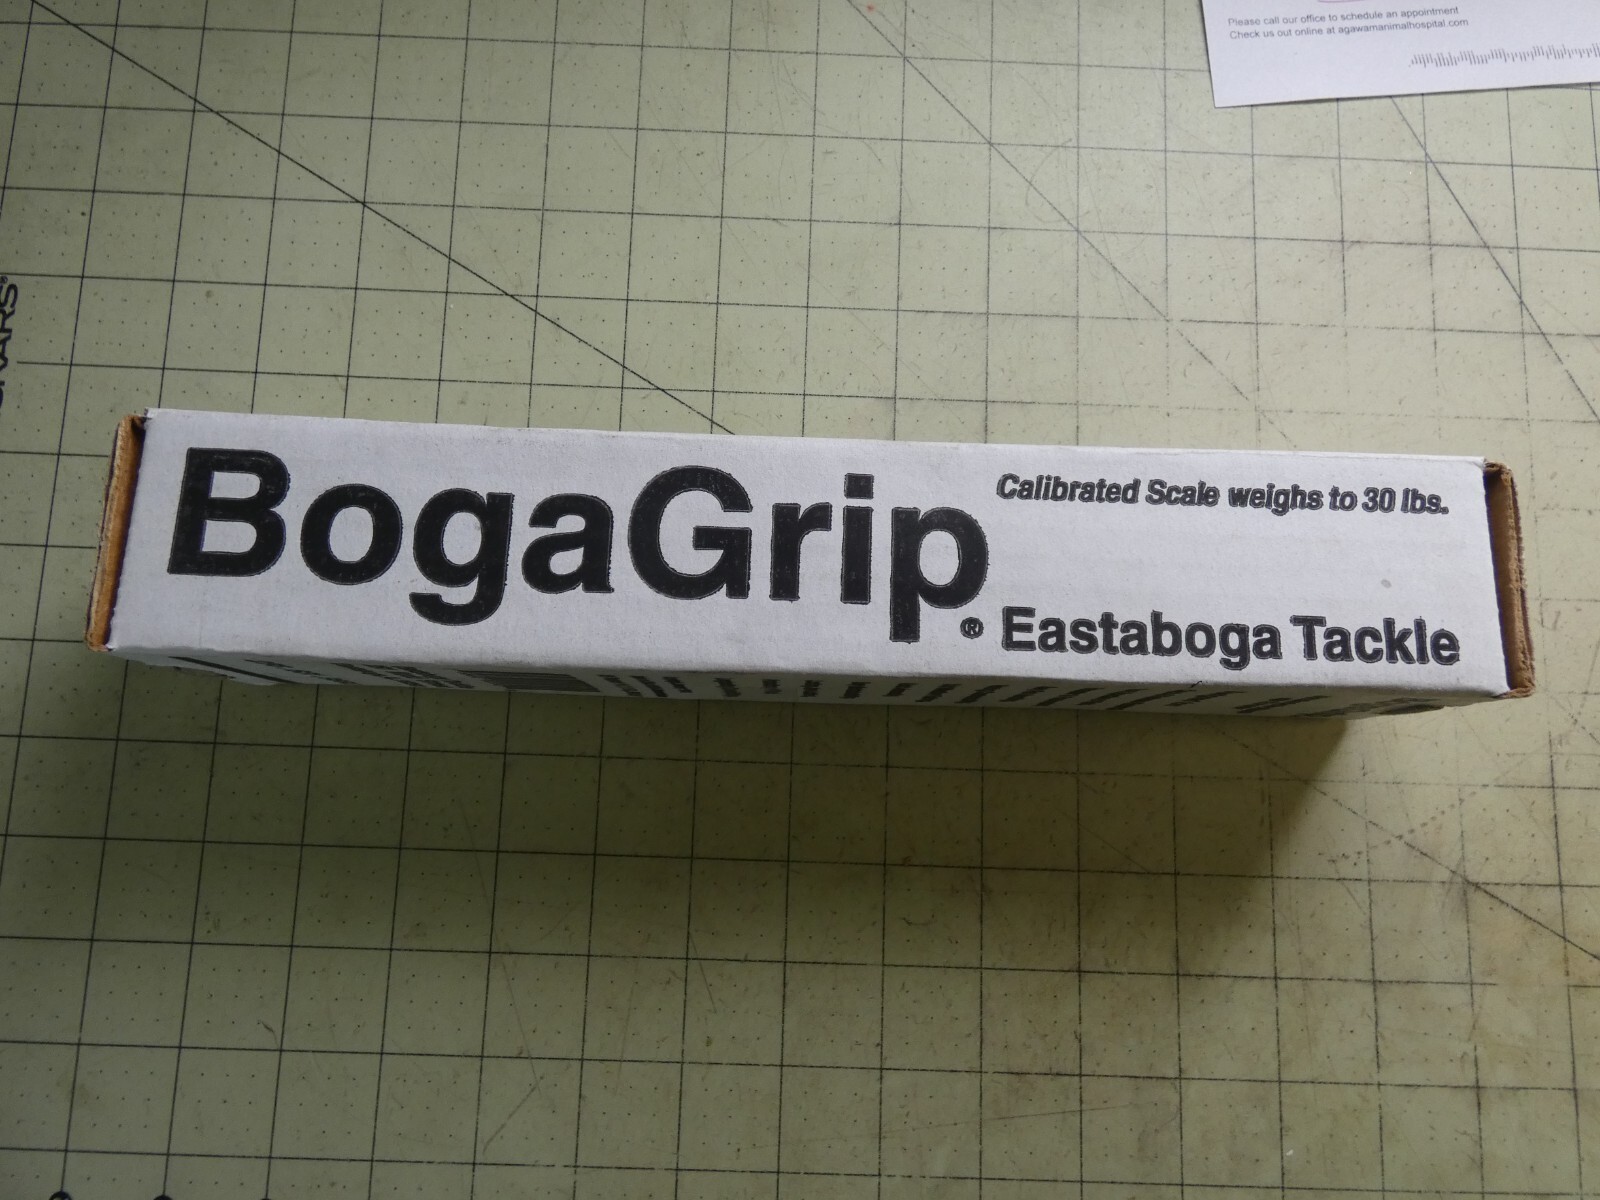 Please call our office to schedule an appointment
Check us out online at agawamanimalhospital.com
BogaGrip
Calibrated Scale weighs to 30 lbs.
® Eastaboga Tackle